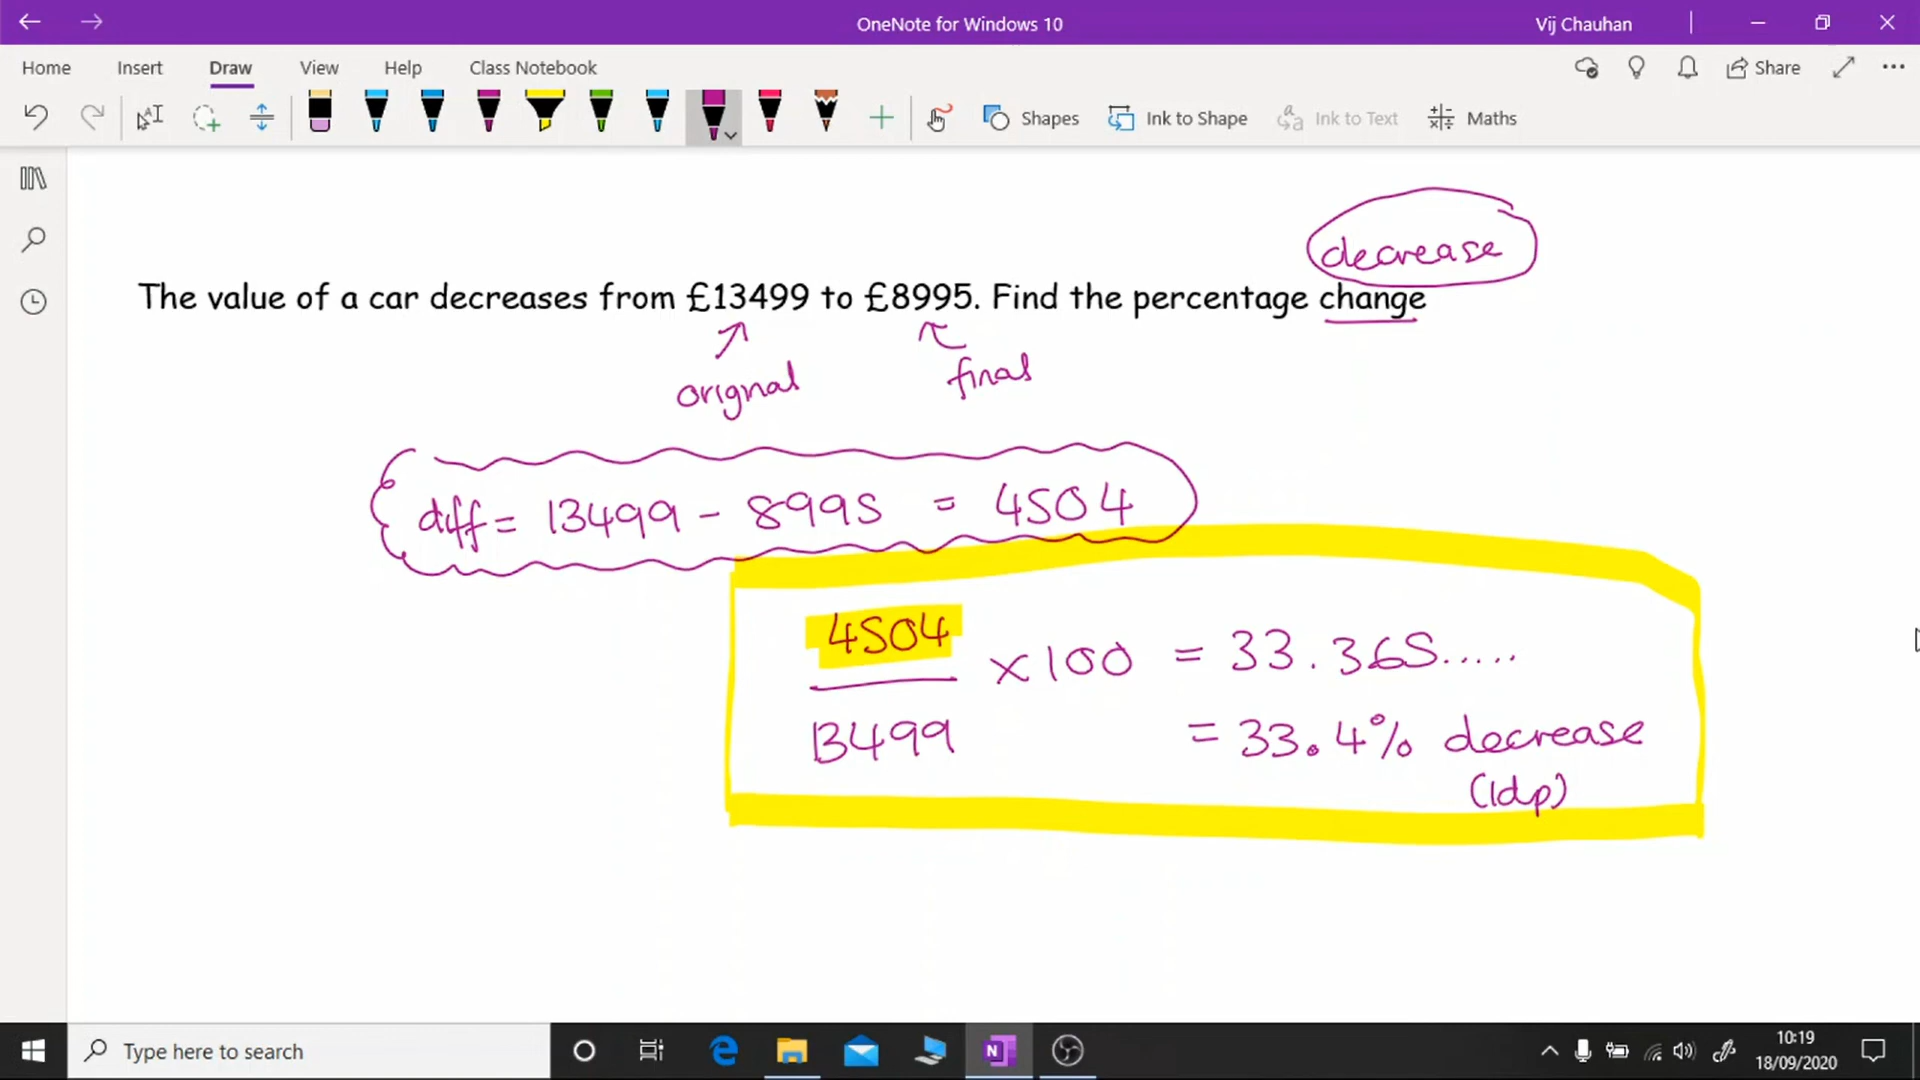 OneNote for Windows 10
Vij Chauhan
Home Insert Draw View Help Class Notebook Share
Shapes Ink to Shape Ink to Text Maths
decrease
The value of a car decreases from £13499 to £8995. Find the percentage change
orignal final
diff = 13499 - 8995 = 4504
4504
× 100 = 33.365.....
13499
= 33.4% decrease
(1dp)
Type here to search
10:19
18/09/2020